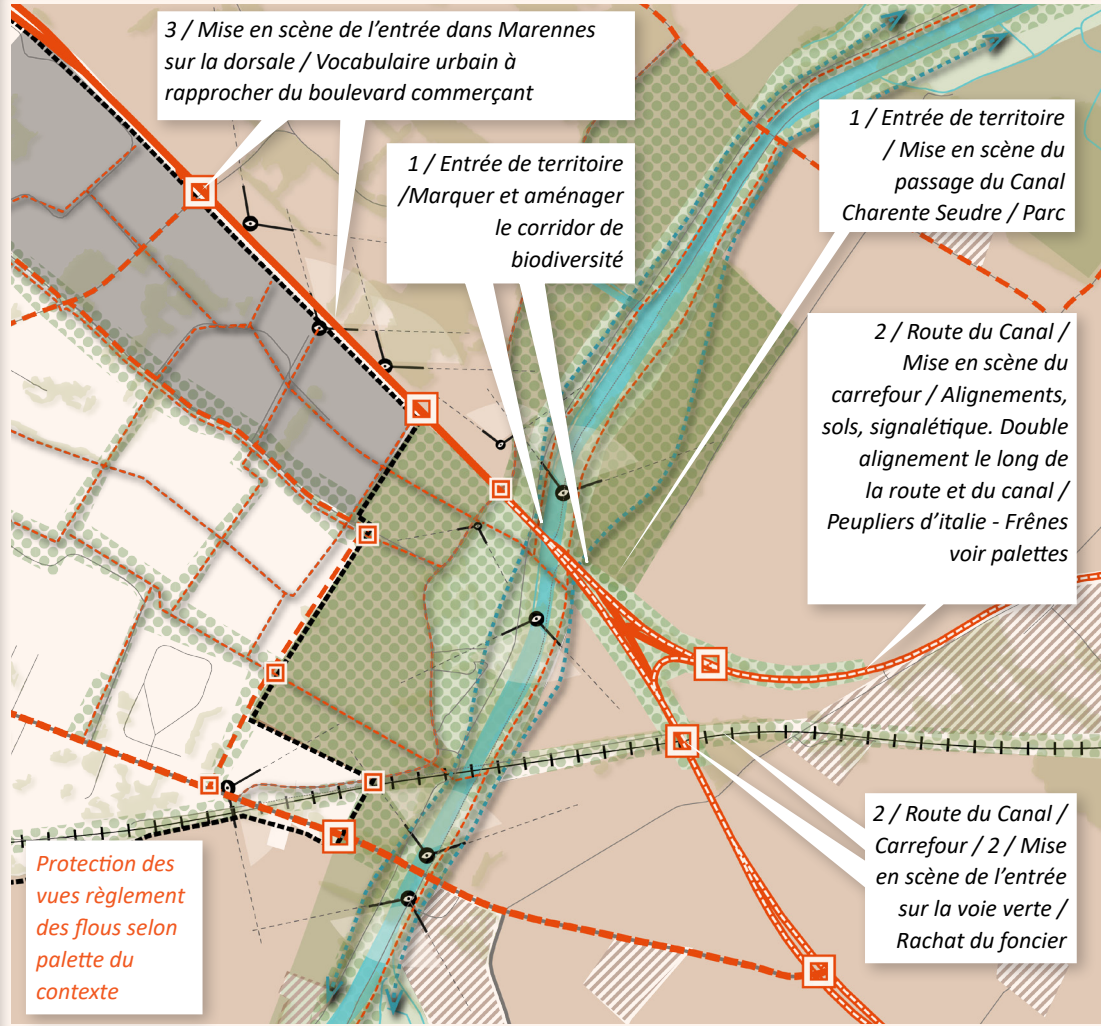 3 / Mise en scène de l'entrée dans Marennes
sur la dorsale / Vocabulaire urbain à
rapprocher du boulevard commerçant
1 / Entrée de territoire
/Marquer et aménager
le corridor de
biodiversité
1 / Entrée de territoire
/ Mise en scène du
passage du Canal
Charente Seudre / Parc
2 / Route du Canal /
Mise en scène du
carrefour / Alignements,
sols, signalétique. Double
alignement le long de
la route et du canal /
Peupliers d'italie - Frênes
voir palettes
2 / Route du Canal /
Carrefour / 2 / Mise
en scène de l'entrée
sur la voie verte /
Rachat du foncier
Protection des
vues règlement
des flous selon
palette du
contexte